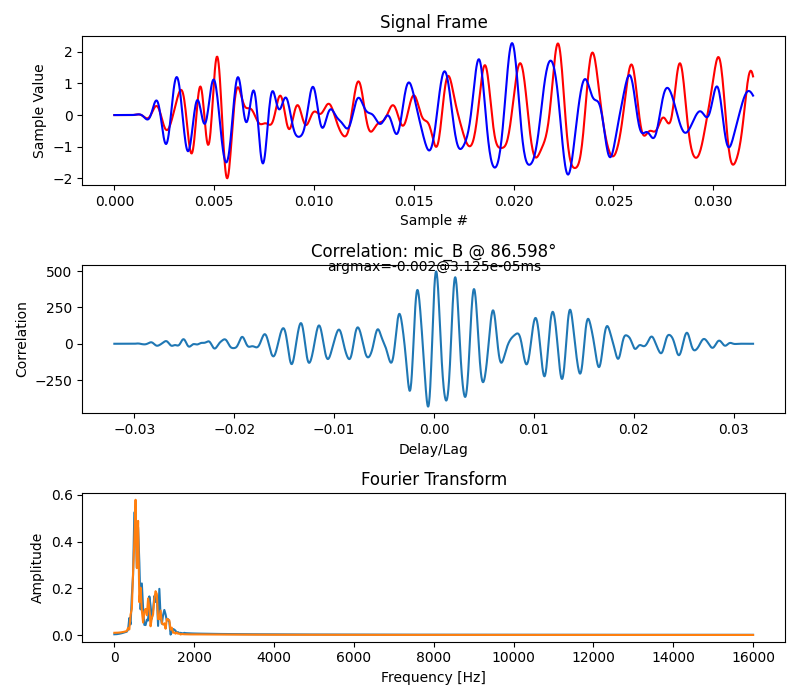 Signal Frame
Sample Value
2
1
0
−1
−2
0.000 0.005 0.010 0.015 0.020 0.025 0.030
Sample #
Correlation: mic_B @ 86.598°
argmax=-0.002@3.125e-05ms
Correlation
500
250
0
−250
−0.03 −0.02 −0.01 0.00 0.01 0.02 0.03
Delay/Lag
Fourier Transform
Amplitude
0.6
0.4
0.2
0.0
0 2000 4000 6000 8000 10000 12000 14000 16000
Frequency [Hz]